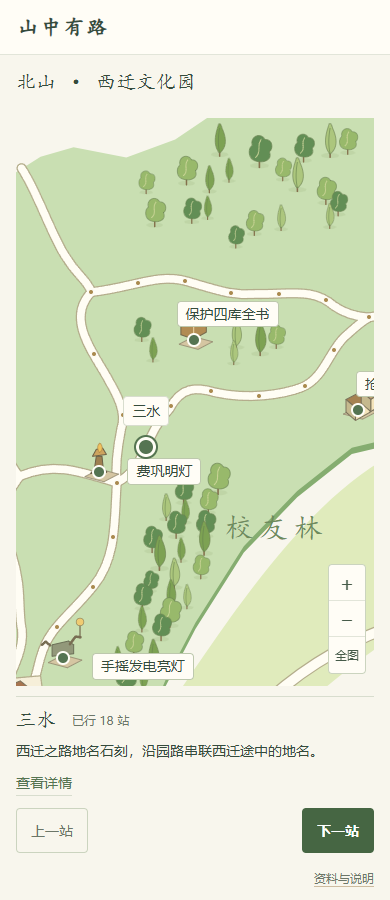 山中有路
北山 • 西迁文化园
保护四库全书
抢
三水
费巩明灯
校友林
+
−
全图
手摇发电亮灯
三水 已行 18 站
西迁之路地名石刻，沿园路串联西迁途中的地名。
查看详情
上一站 下一站
资料与说明